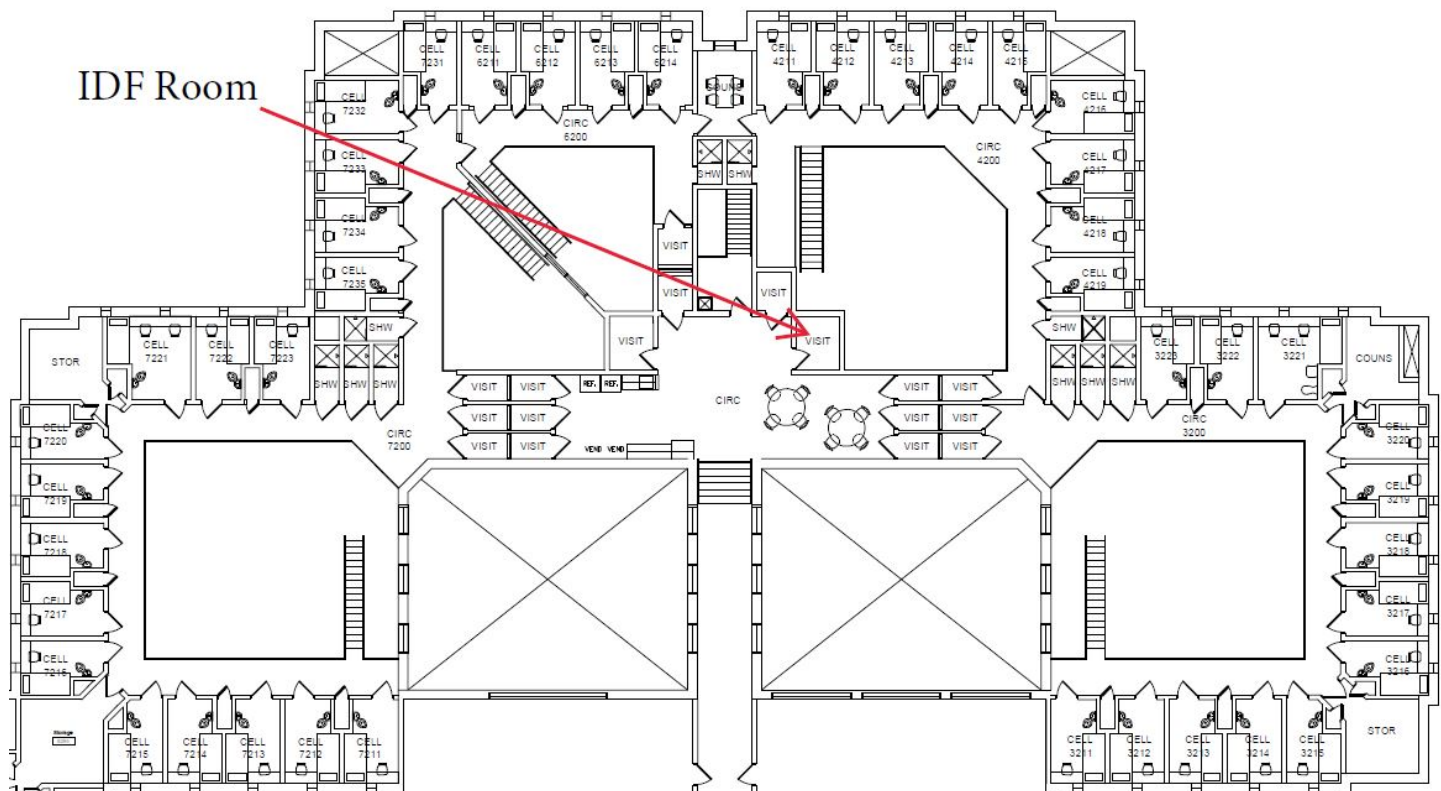 IDF Room
CELL
7231
CELL
6211
CELL
6212
CELL
6213
CELL
6214
COUNS
CELL
4211
CELL
4212
CELL
4213
CELL
4214
CELL
4215
CELL
7232
CIRC
6200
CELL
4216
CELL
7233
SHW
SHW
CIRC
4200
CELL
4217
CELL
7234
VISIT
CELL
4218
CELL
7235
VISIT
VISIT
CELL
4219
SHW
VISIT
VISIT
SHW
STOR
CELL
7221
CELL
7222
CELL
7223
SHW
SHW
SHW
VISIT
VISIT
REF.
REF.
CIRC
VISIT
VISIT
SHW
SHW
SHW
CELL
3223
CELL
3222
CELL
3221
COUNS
VISIT
VISIT
VISIT
VISIT
CELL
7220
CIRC
7200
VISIT
VISIT
VEND VEND
VISIT
VISIT
CIRC
3200
CELL
3220
CELL
7219
CELL
3219
CELL
7218
CELL
3218
CELL
7217
CELL
3217
CELL
7216
CELL
3216
Storage
CELL
7215
CELL
7214
CELL
7213
CELL
7212
CELL
7211
CELL
3211
CELL
3212
CELL
3213
CELL
3214
CELL
3215
STOR